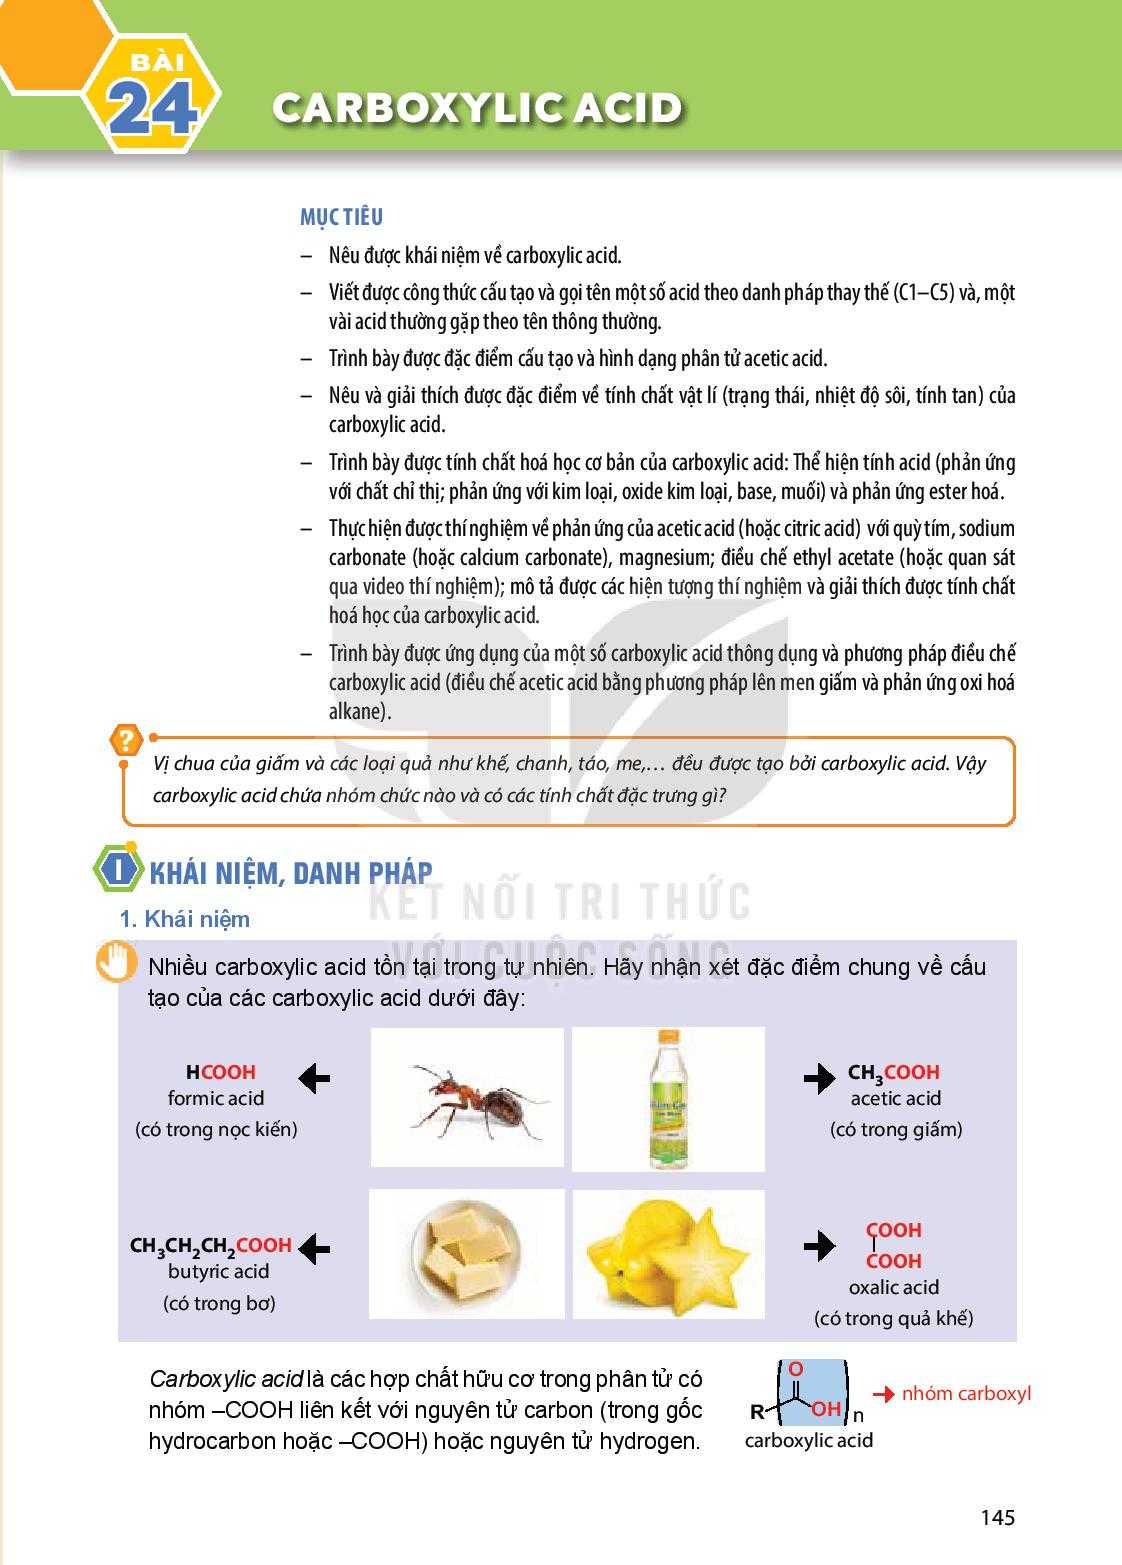 BÀI
24
CARBOXYLIC ACID
MỤC TIÊU
– Nêu được khái niệm về carboxylic acid.
– Viết được công thức cấu tạo và gọi tên một số acid theo danh pháp thay thế (C1–C5) và, một
vài acid thường gặp theo tên thông thường.
– Trình bày được đặc điểm cấu tạo và hình dạng phân tử acetic acid.
– Nêu và giải thích được đặc điểm về tính chất vật lí (trạng thái, nhiệt độ sôi, tính tan) của
carboxylic acid.
– Trình bày được tính chất hoá học cơ bản của carboxylic acid: Thể hiện tính acid (phản ứng
với chất chỉ thị; phản ứng với kim loại, oxide kim loại, base, muối) và phản ứng ester hoá.
– Thực hiện được thí nghiệm về phản ứng của acetic acid (hoặc citric acid) với quỳ tím, sodium
carbonate (hoặc calcium carbonate), magnesium; điều chế ethyl acetate (hoặc quan sát
qua video thí nghiệm); mô tả được các hiện tượng thí nghiệm và giải thích được tính chất
hoá học của carboxylic acid.
– Trình bày được ứng dụng của một số carboxylic acid thông dụng và phương pháp điều chế
carboxylic acid (điều chế acetic acid bằng phương pháp lên men giấm và phản ứng oxi hoá
alkane).
?
Vị chua của giấm và các loại quả như khế, chanh, táo, me,… đều được tạo bởi carboxylic acid. Vậy
carboxylic acid chứa nhóm chức nào và có các tính chất đặc trưng gì?
I KHÁI NIỆM, DANH PHÁP
KẾT NỐI TRI THỨC
VỚI CUỘC SỐNG
1. Khái niệm
Nhiều carboxylic acid tồn tại trong tự nhiên. Hãy nhận xét đặc điểm chung về cấu
tạo của các carboxylic acid dưới đây:
HCOOH
formic acid
(có trong nọc kiến)
CH₃COOH
acetic acid
(có trong giấm)
CH₃CH₂CH₂COOH
butyric acid
(có trong bơ)
COOH
COOH
oxalic acid
(có trong quả khế)
Carboxylic acid là các hợp chất hữu cơ trong phân tử có
nhóm –COOH liên kết với nguyên tử carbon (trong gốc
hydrocarbon hoặc –COOH) hoặc nguyên tử hydrogen.
O
R OH n
nhóm carboxyl
carboxylic acid
145